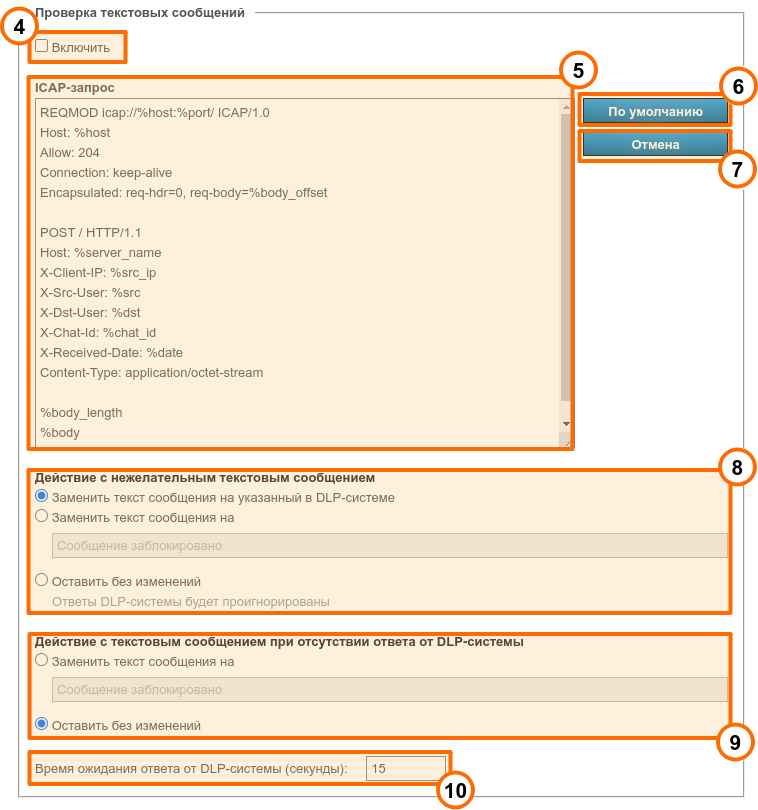 Проверка текстовых сообщений
4
Включить
5
ICAP-запрос
6
REQMOD icap://%host:%port/ ICAP/1.0
По умолчанию
Host: %host
Allow: 204
Отмена
7
Connection: keep-alive
Encapsulated: req-hdr=0, req-body=%body_offset
POST / HTTP/1.1
Host: %server_name
X-Client-IP: %src_ip
X-Src-User: %src
X-Dst-User: %dst
X-Chat-Id: %chat_id
X-Received-Date: %date
Content-Type: application/octet-stream
%body_length
%body
8
Действие с нежелательным текстовым сообщением
Заменить текст сообщения на указанный в DLP-системе
Заменить текст сообщения на
Сообщение заблокировано
Оставить без изменений
Ответы DLP-системы будет проигнорированы
Действие с текстовым сообщением при отсутствии ответа от DLP-системы
Заменить текст сообщения на
Сообщение заблокировано
Оставить без изменений
9
Время ожидания ответа от DLP-системы (секунды): 15
10